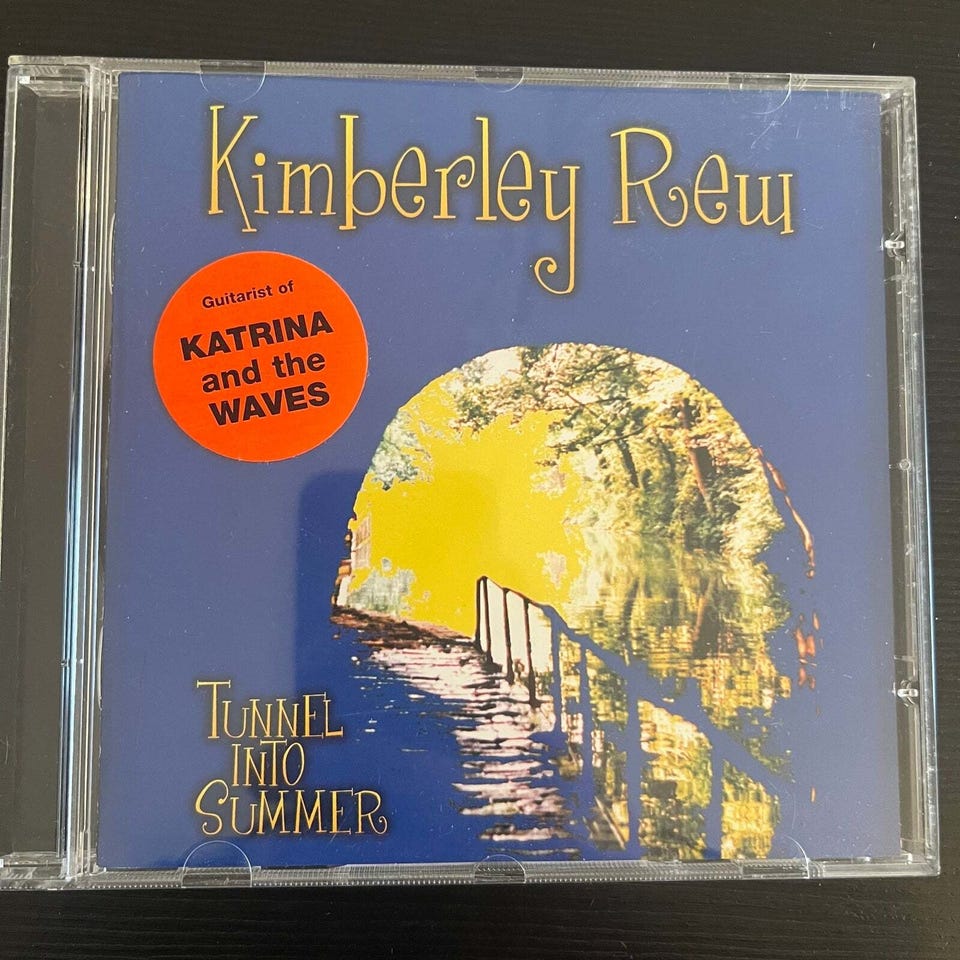 Kimberley Rew
Guitarist of
KATRINA
and the
WAVES
TUNNEL
INTO
SUMMER